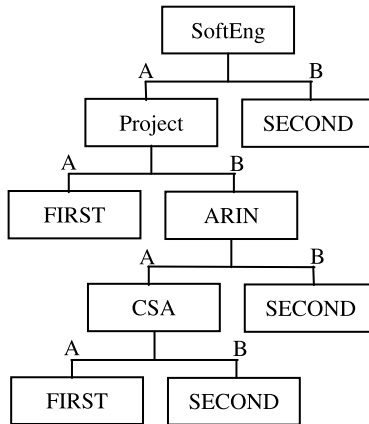 SoftEng
A B
Project SECOND
A B
FIRST ARIN
A B
CSA SECOND
A B
FIRST SECOND